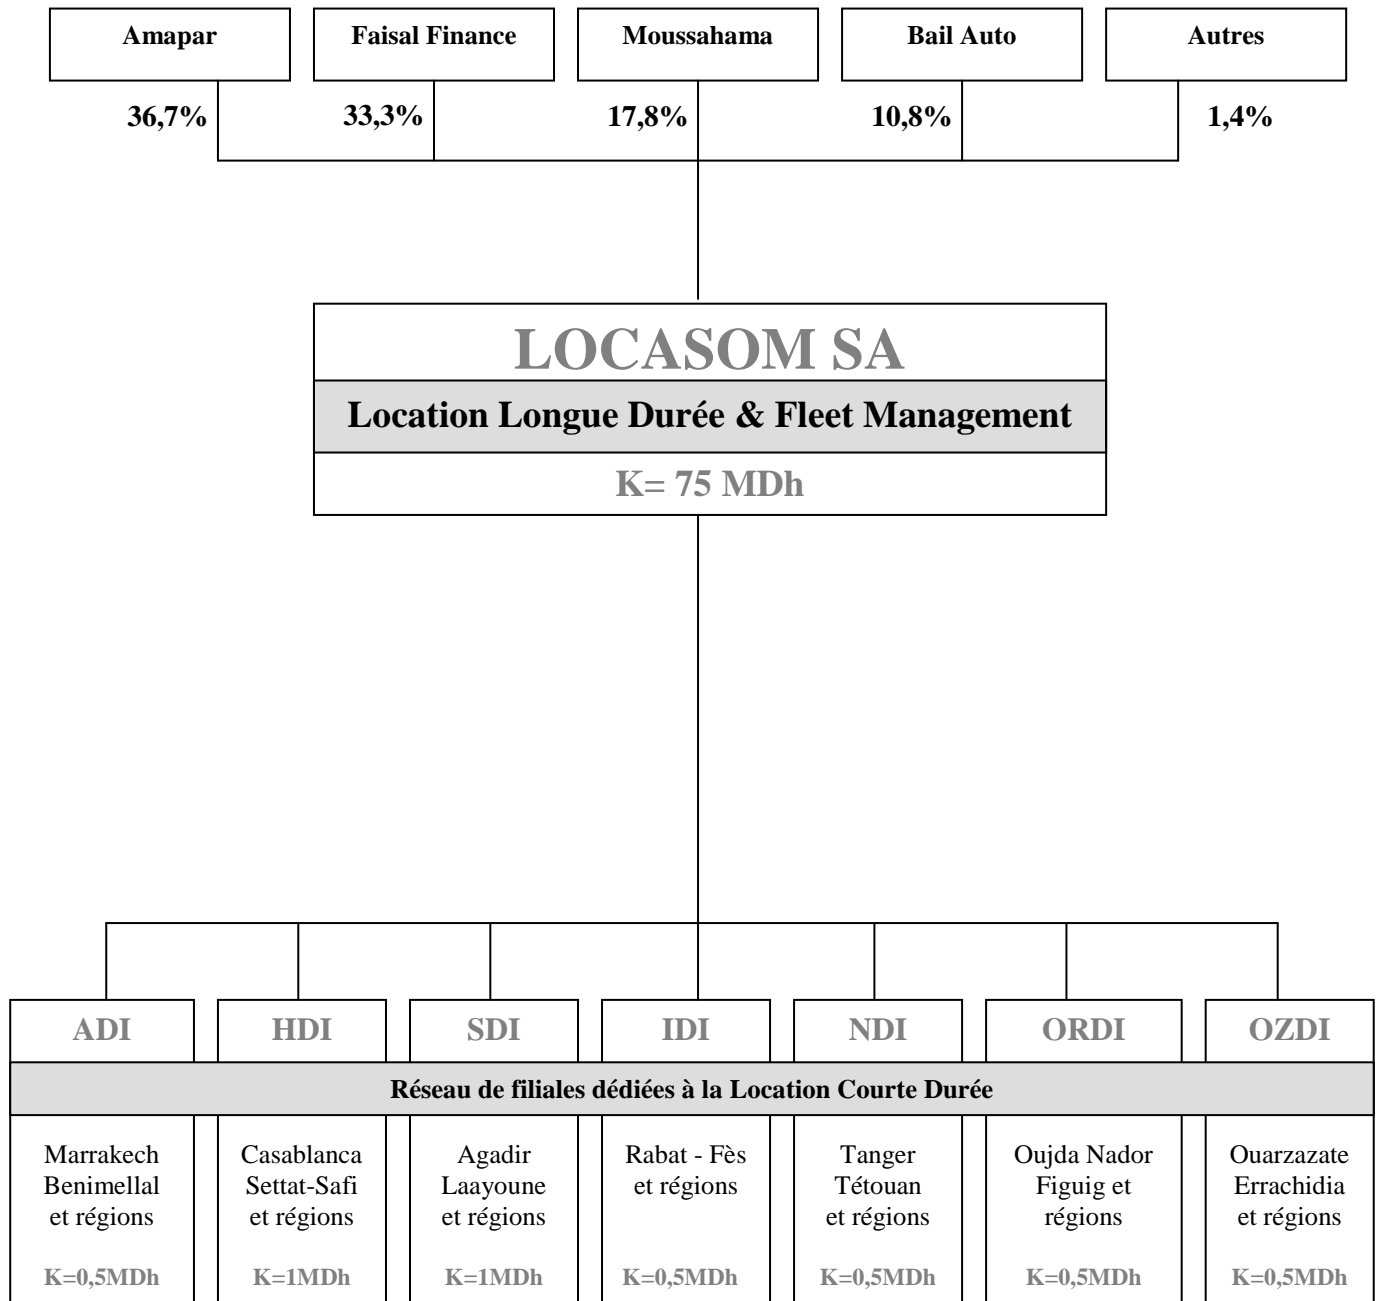 Amapar
Faisal Finance
Moussahama
Bail Auto
Autres
36,7%
33,3%
17,8%
10,8%
1,4%
LOCASOM SA
Location Longue Durée & Fleet Management
K= 75 MDh
ADI
HDI
SDI
IDI
NDI
ORDI
OZDI
Réseau de filiales dédiées à la Location Courte Durée
Marrakech
Benimellal
et régions
K=0,5MDh
Casablanca
Settat-Safi
et régions
K=1MDh
Agadir
Laayoune
et régions
K=1MDh
Rabat - Fès
et régions
K=0,5MDh
Tanger
Tétouan
et régions
K=0,5MDh
Oujda Nador
Figuig et
régions
K=0,5MDh
Ouarzazate
Errachidia
et régions
K=0,5MDh